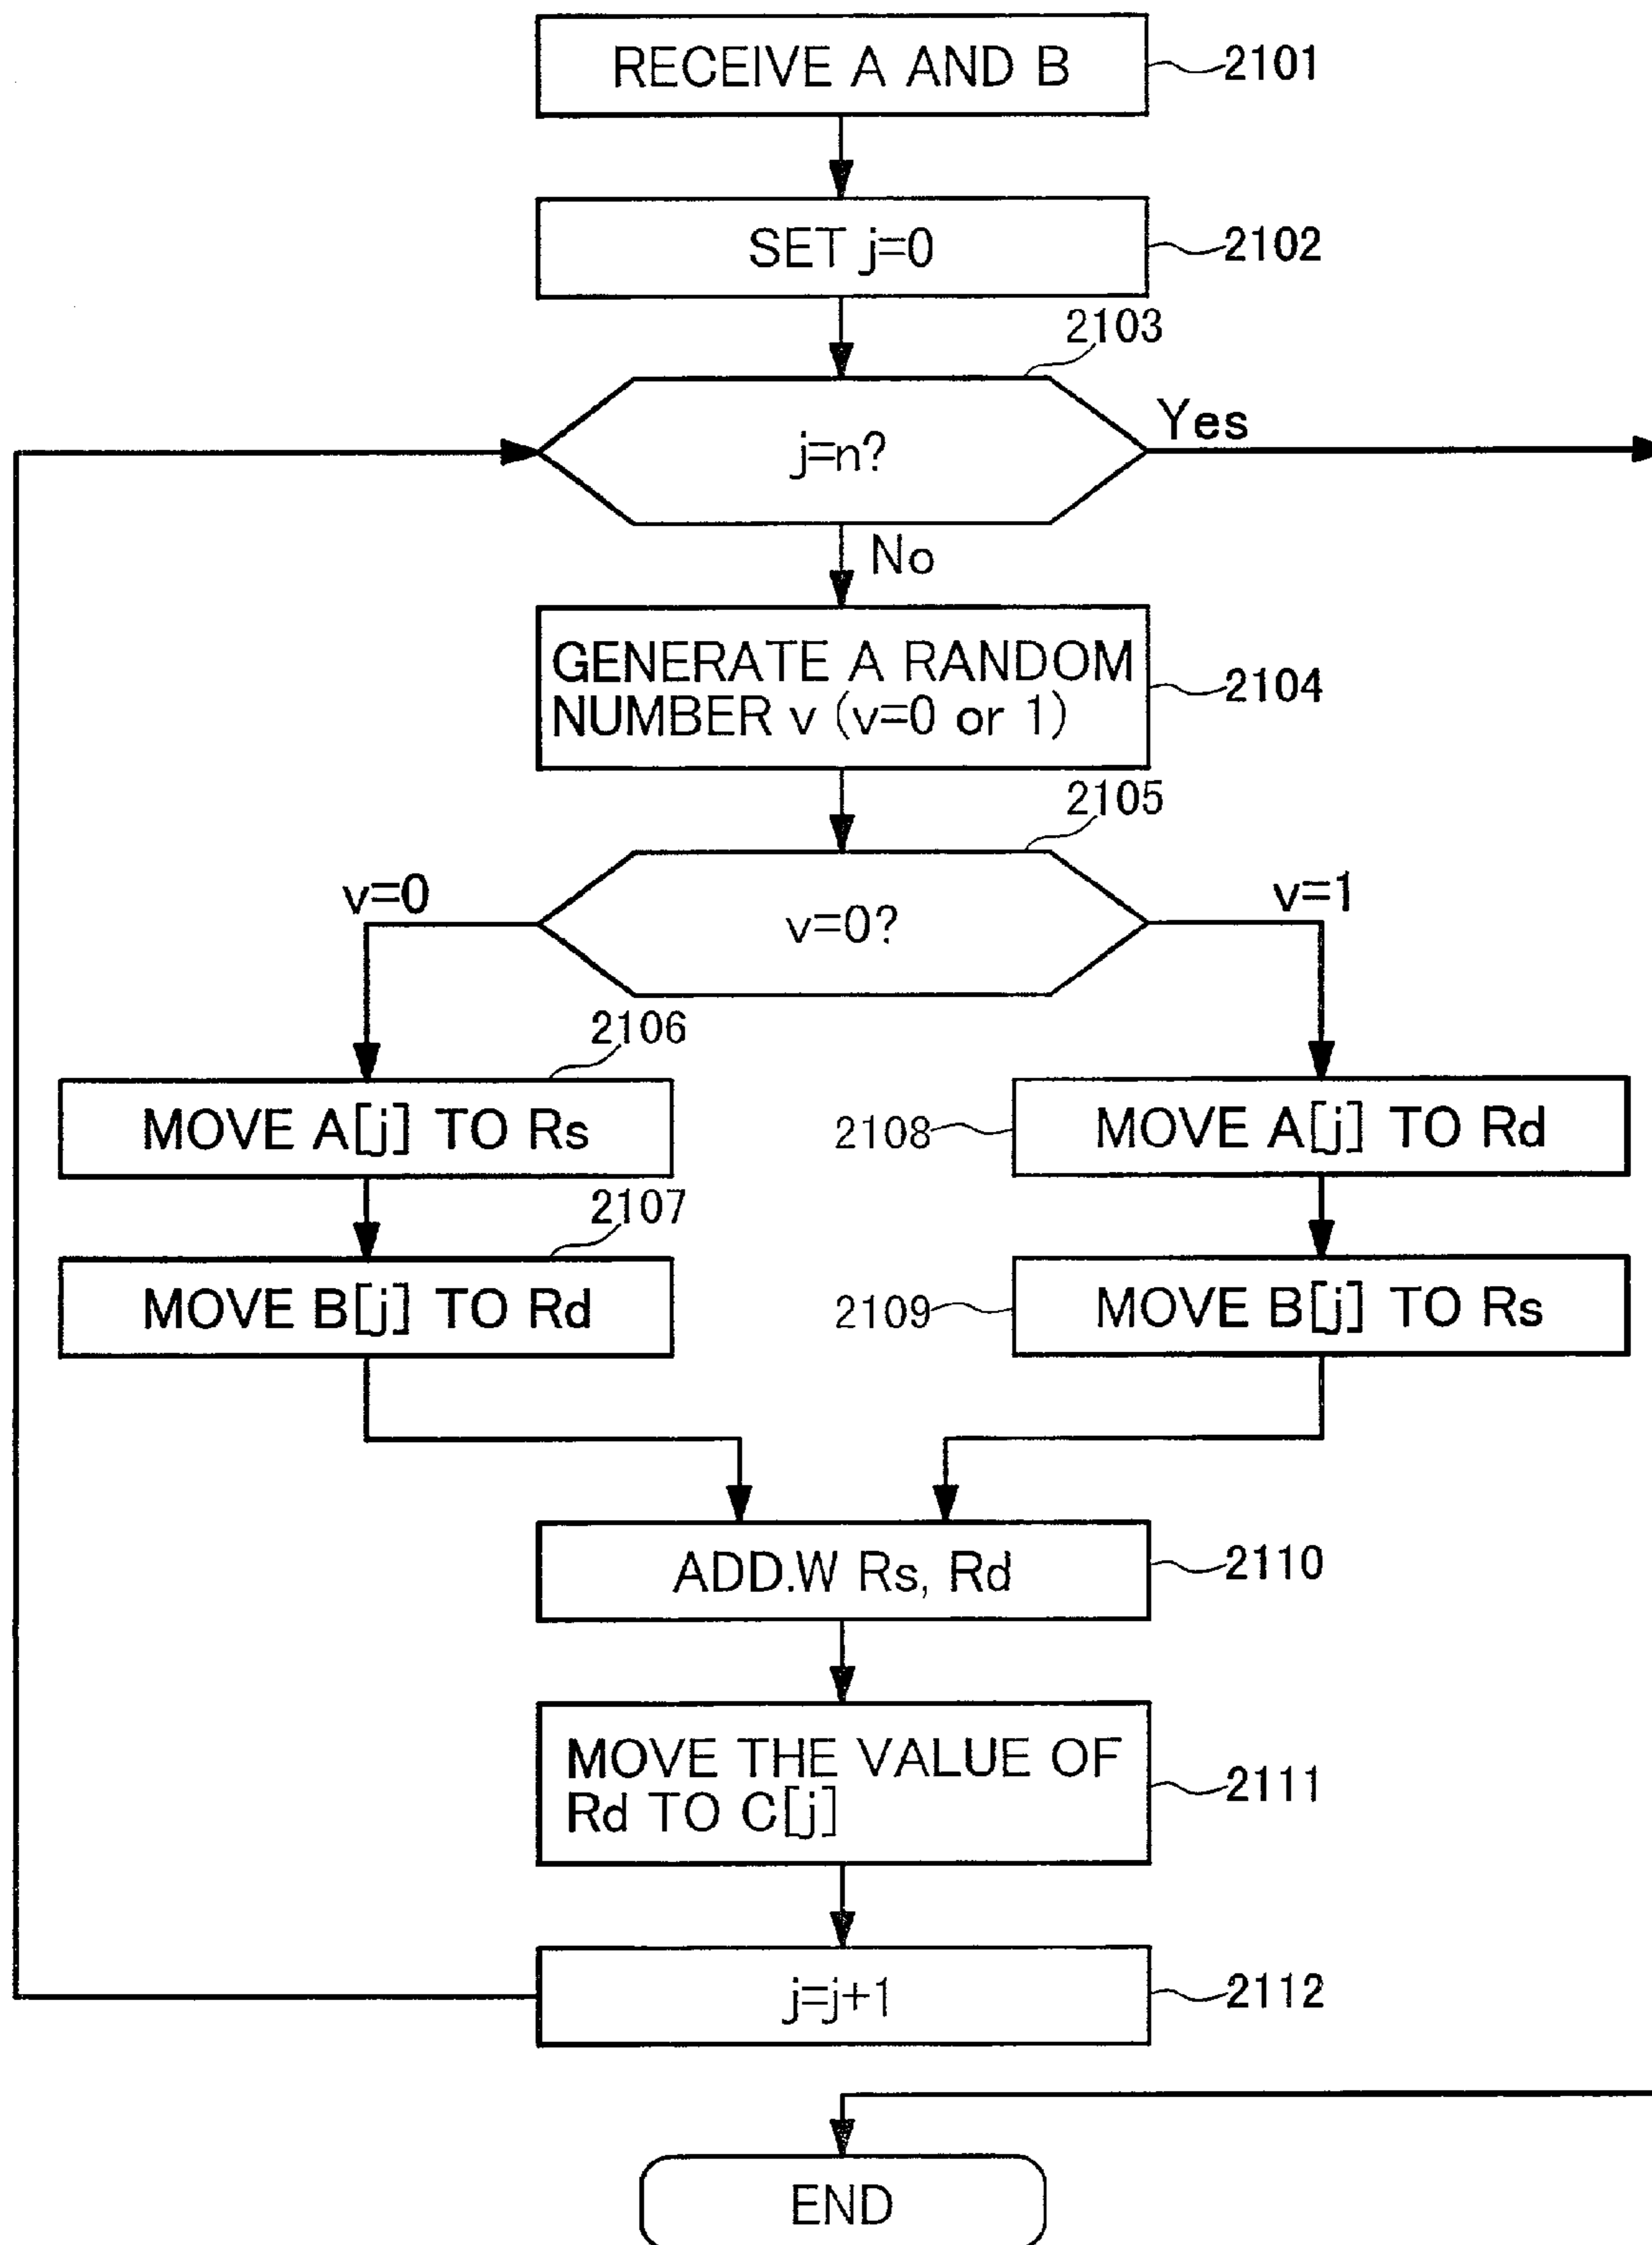 RECEIVE A AND B
2101
SET j=0
2102
2103
j=n?
Yes
No
GENERATE A RANDOM
NUMBER v (v=0 or 1)
2104
2105
v=0
v=0?
v=1
2106
MOVE A[j] TO Rs
2108
MOVE A[j] TO Rd
2107
MOVE B[j] TO Rd
2109
MOVE B[j] TO Rs
ADD.W Rs, Rd
2110
MOVE THE VALUE OF
Rd TO C[j]
2111
j=j+1
2112
END